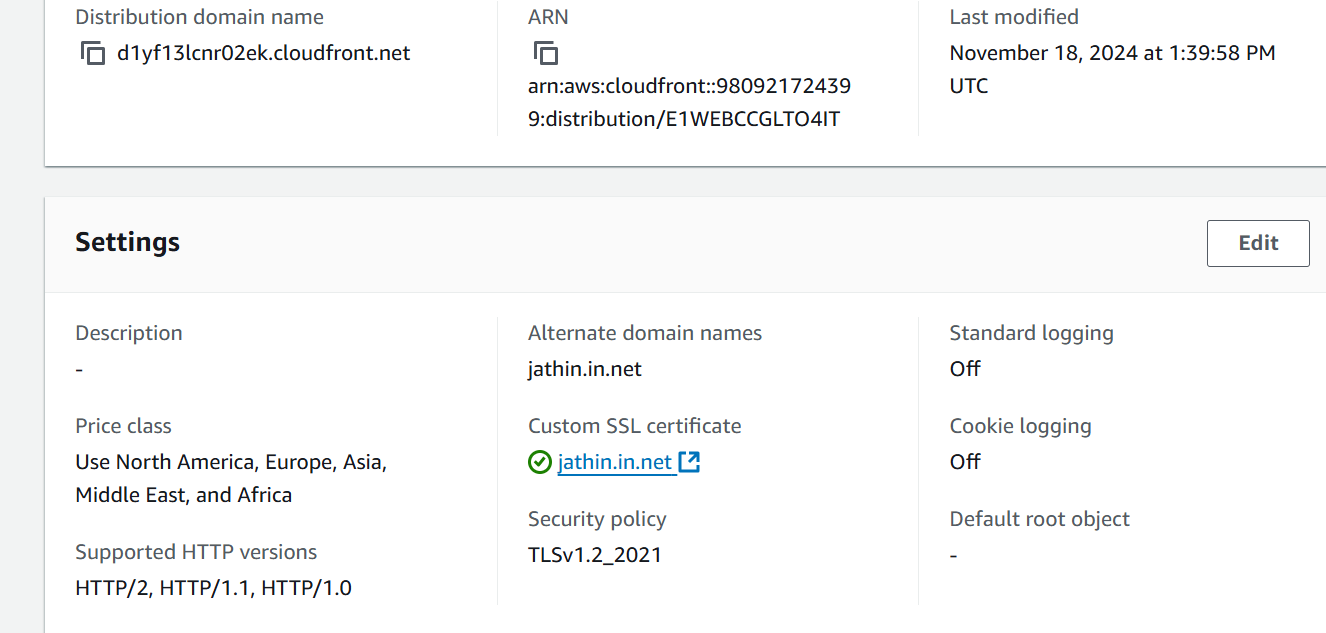 Distribution domain name
d1yf13lcnr02ek.cloudfront.net
ARN
arn:aws:cloudfront::98092172439
9:distribution/E1WEBCCGLTO4IT
Last modified
November 18, 2024 at 1:39:58 PM
UTC
Settings
Edit
Description
-
Price class
Use North America, Europe, Asia,
Middle East, and Africa
Supported HTTP versions
HTTP/2, HTTP/1.1, HTTP/1.0
Alternate domain names
jathin.in.net
Custom SSL certificate
jathin.in.net
Security policy
TLSv1.2_2021
Standard logging
Off
Cookie logging
Off
Default root object
-